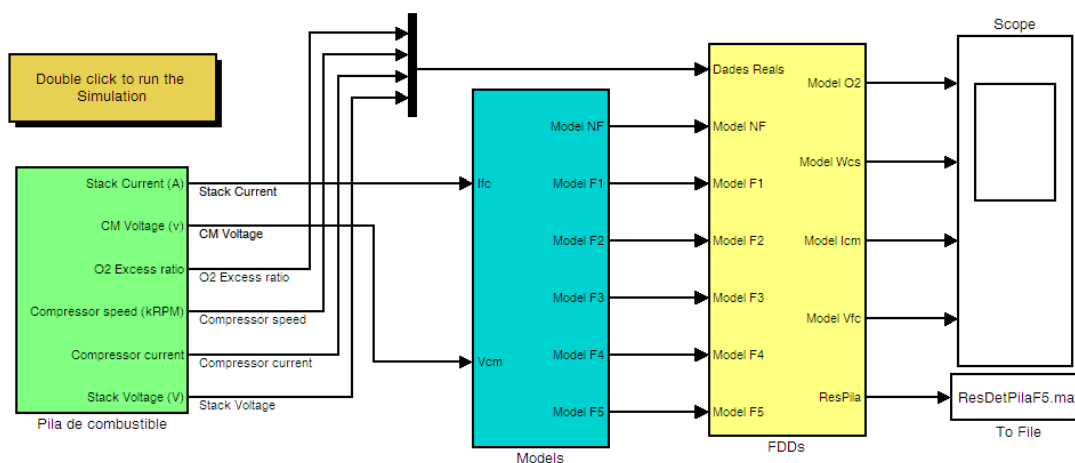 Scope
Double click to run the
Simulation
Dades Reals
Model O2
Model NF
Model NF
Model Wcs
Stack Current (A)
Stack Current
Ifc
Model F1
Model F1
CM Voltage (v)
CM Voltage
Model F2
Model F2
Model Icm
O2 Excess ratio
O2 Excess ratio
Model F3
Model F3
Compressor speed (kRPM)
Compressor speed
Model Vfc
Compressor current
Compressor current
Vcm
Model F4
Model F4
Stack Voltage (V)
Stack Voltage
Model F5
Model F5
ResPila
ResDetPilaF5.ma
Pila de combustible
Models
FDDs
To File